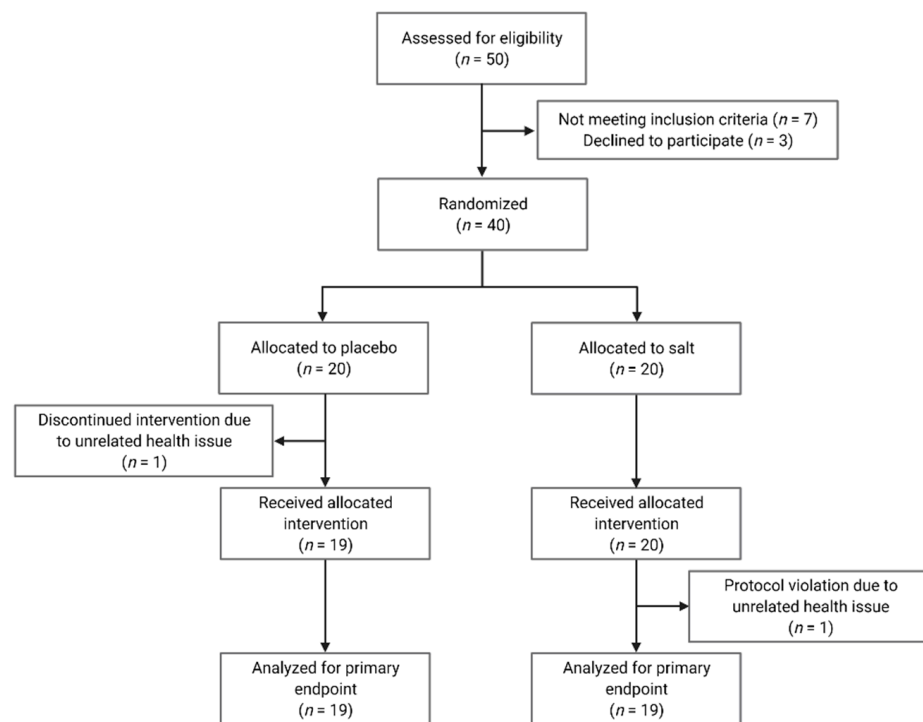 Assessed for eligibility
(n = 50)
Not meeting inclusion criteria (n = 7)
Declined to participate (n = 3)
Randomized
(n = 40)
Allocated to placebo
(n = 20)
Allocated to salt
(n = 20)
Discontinued intervention due
to unrelated health issue
(n = 1)
Received allocated
intervention
(n = 19)
Received allocated
intervention
(n = 20)
Protocol violation due to
unrelated health issue
(n = 1)
Analyzed for primary
endpoint
(n = 19)
Analyzed for primary
endpoint
(n = 19)